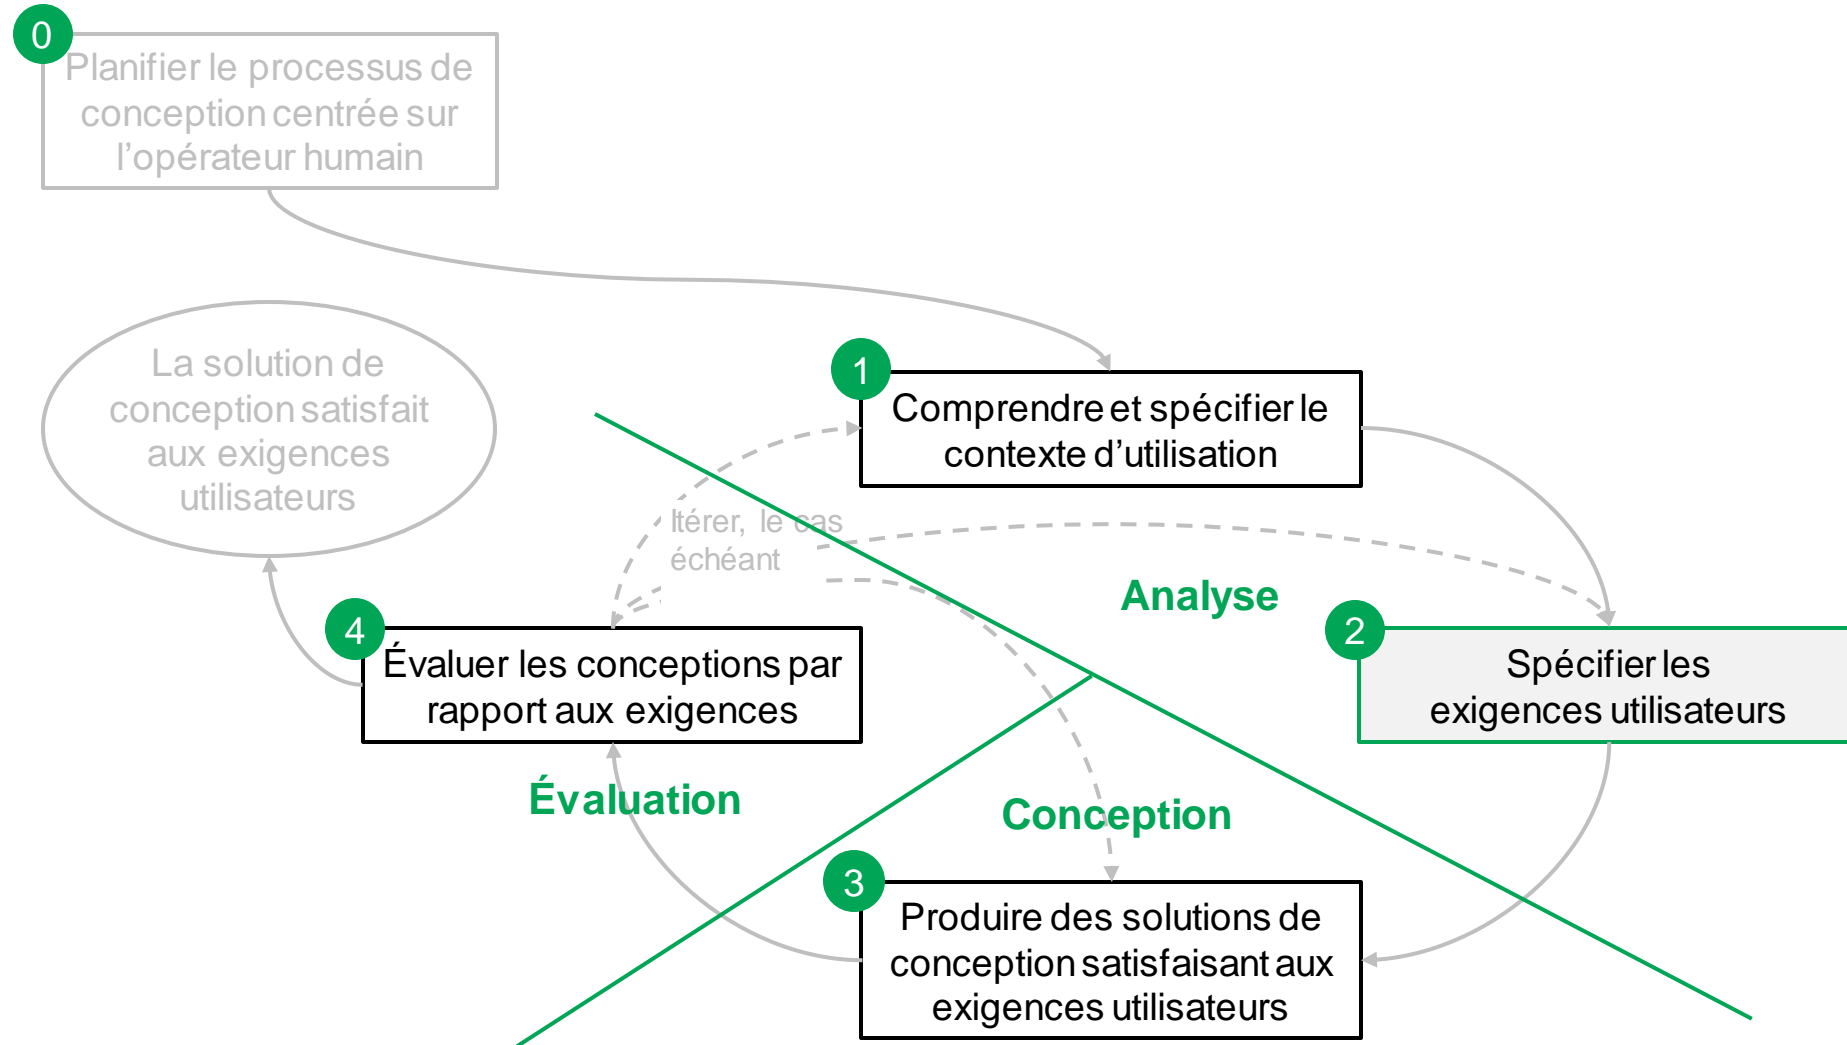 0
Planifier le processus de
conception centrée sur
l’opérateur humain
La solution de
conception satisfait
aux exigences
utilisateurs
1
Comprendre et spécifier le
contexte d’utilisation
Itérer, le cas
échéant
Analyse
2
Spécifier les
exigences utilisateurs
4
Évaluer les conceptions par
rapport aux exigences
Évaluation
Conception
3
Produire des solutions de
conception satisfaisant aux
exigences utilisateurs